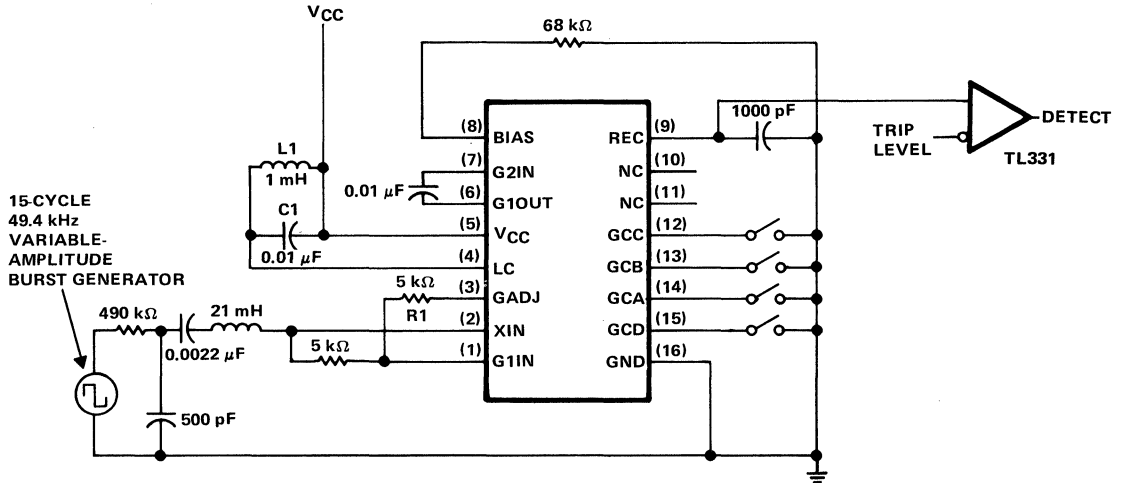 VCC
68 kΩ
1000 pF
(8) BIAS
REC (9)
DETECT
TRIP
LEVEL
TL331
L1
1 mH
(7) G2IN
NC (10)
0.01 μF
(6) G1OUT
NC (11)
15-CYCLE
49.4 kHz
VARIABLE-
AMPLITUDE
BURST GENERATOR
C1
0.01 μF
(5) VCC
GCC (12)
(4) LC
GCB (13)
5 kΩ
R1
(3) GADJ
GCA (14)
490 kΩ
21 mH
(2) XIN
GCD (15)
0.0022 μF
5 kΩ
(1) G1IN
GND (16)
500 pF